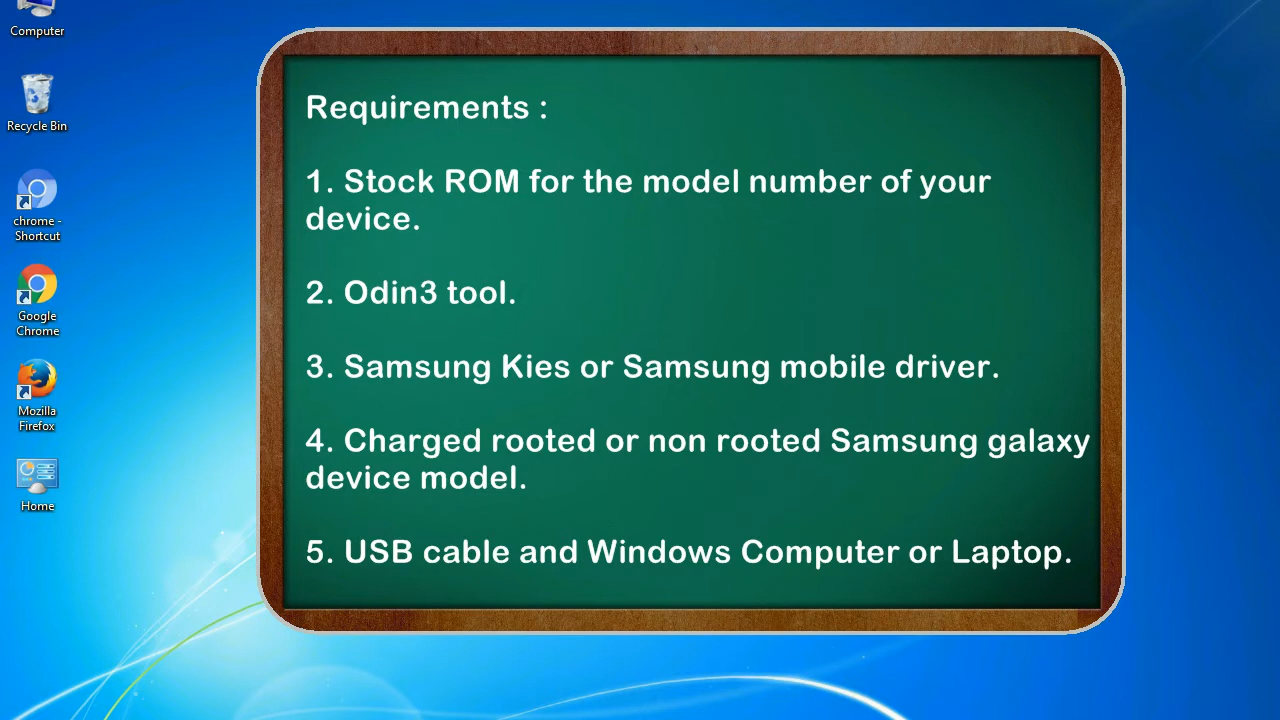 Computer
Recycle Bin
chrome -
Shortcut
Google
Chrome
Mozilla
Firefox
Home
Requirements :
1. Stock ROM for the model number of your
device.
2. Odin3 tool.
3. Samsung Kies or Samsung mobile driver.
4. Charged rooted or non rooted Samsung galaxy
device model.
5. USB cable and Windows Computer or Laptop.